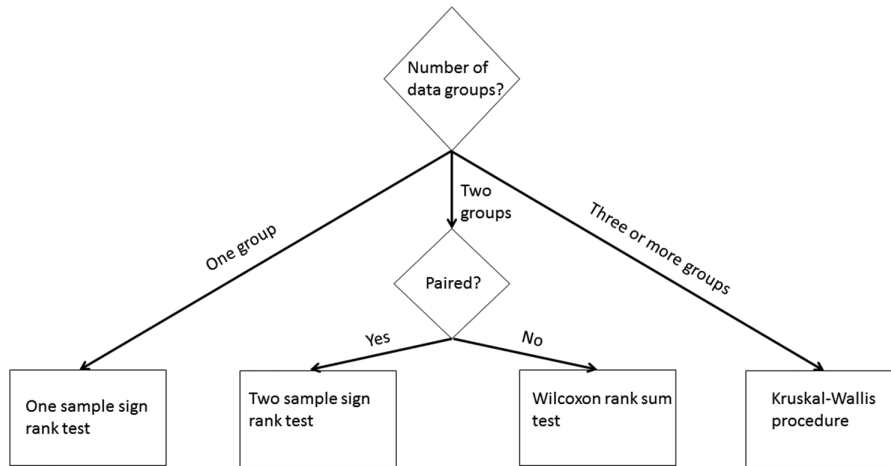 Number of
data groups?
One group
Two
groups
Three or more groups
Paired?
Yes
No
One sample sign
rank test
Two sample sign
rank test
Wilcoxon rank sum
test
Kruskal-Wallis
procedure